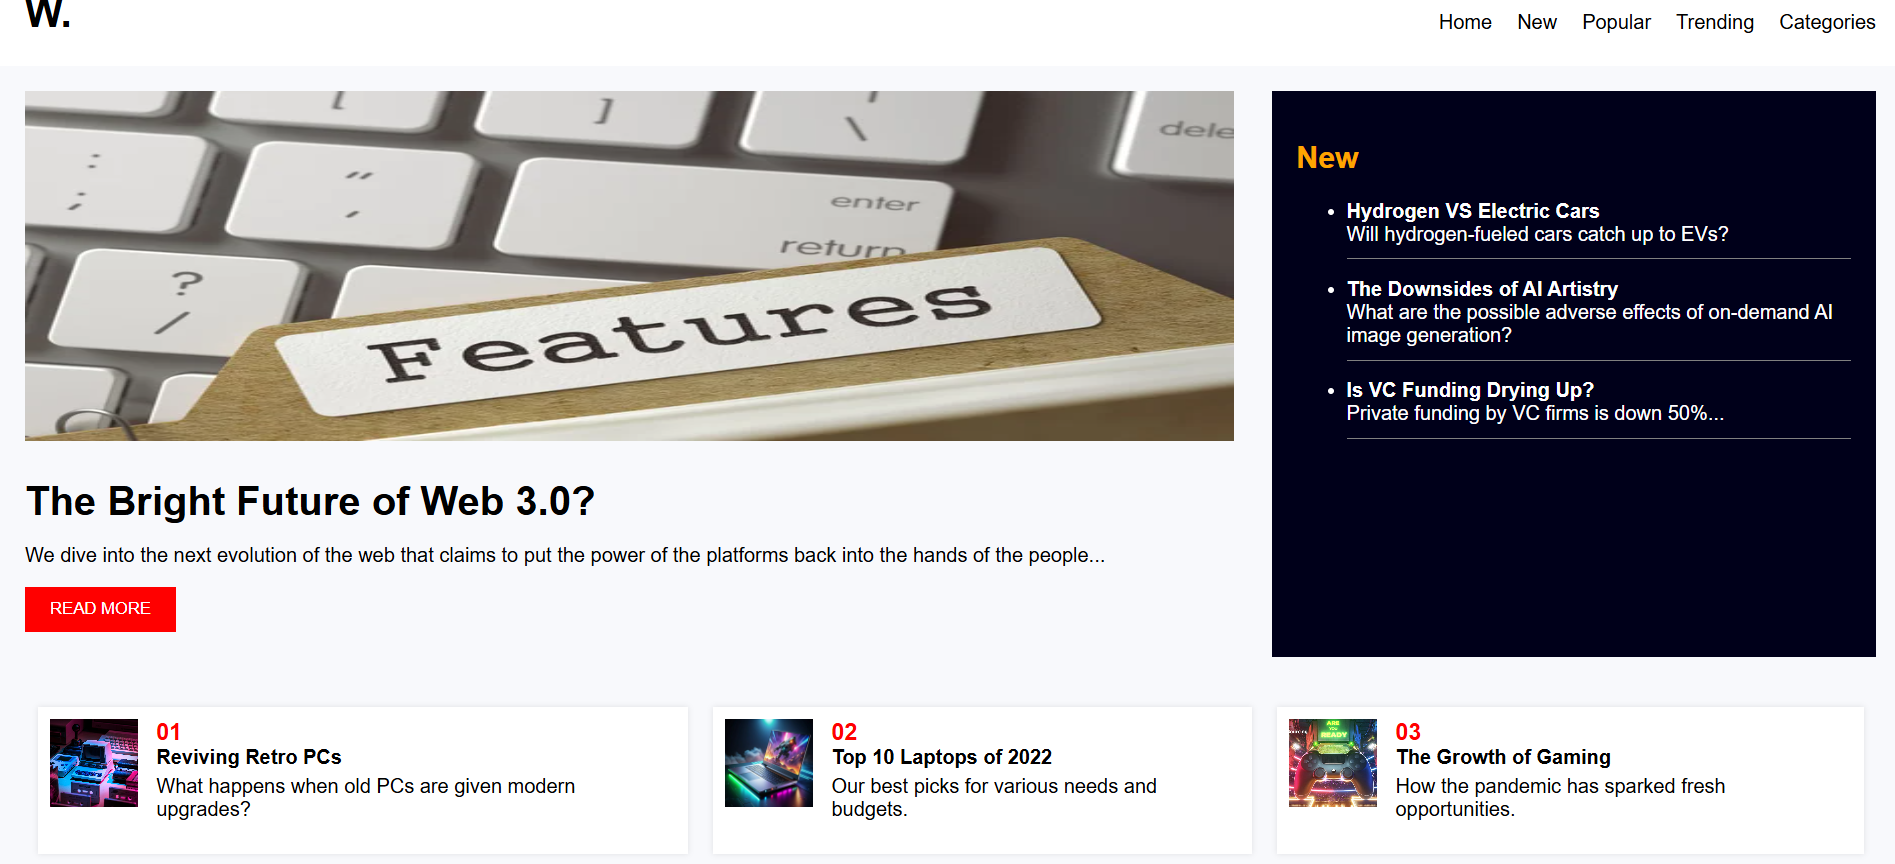 W.
Home New Popular Trending Categories
[
]
\
dele
:
;
"
,
enter
return
?
/
Features
The Bright Future of Web 3.0?
We dive into the next evolution of the web that claims to put the power of the platforms back into the hands of the people...
READ MORE
New
Hydrogen VS Electric Cars
Will hydrogen-fueled cars catch up to EVs?
The Downsides of AI Artistry
What are the possible adverse effects of on-demand AI
image generation?
Is VC Funding Drying Up?
Private funding by VC firms is down 50%...
01
Reviving Retro PCs
What happens when old PCs are given modern
upgrades?
02
Top 10 Laptops of 2022
Our best picks for various needs and
budgets.
ARE
YOU
READY
03
The Growth of Gaming
How the pandemic has sparked fresh
opportunities.